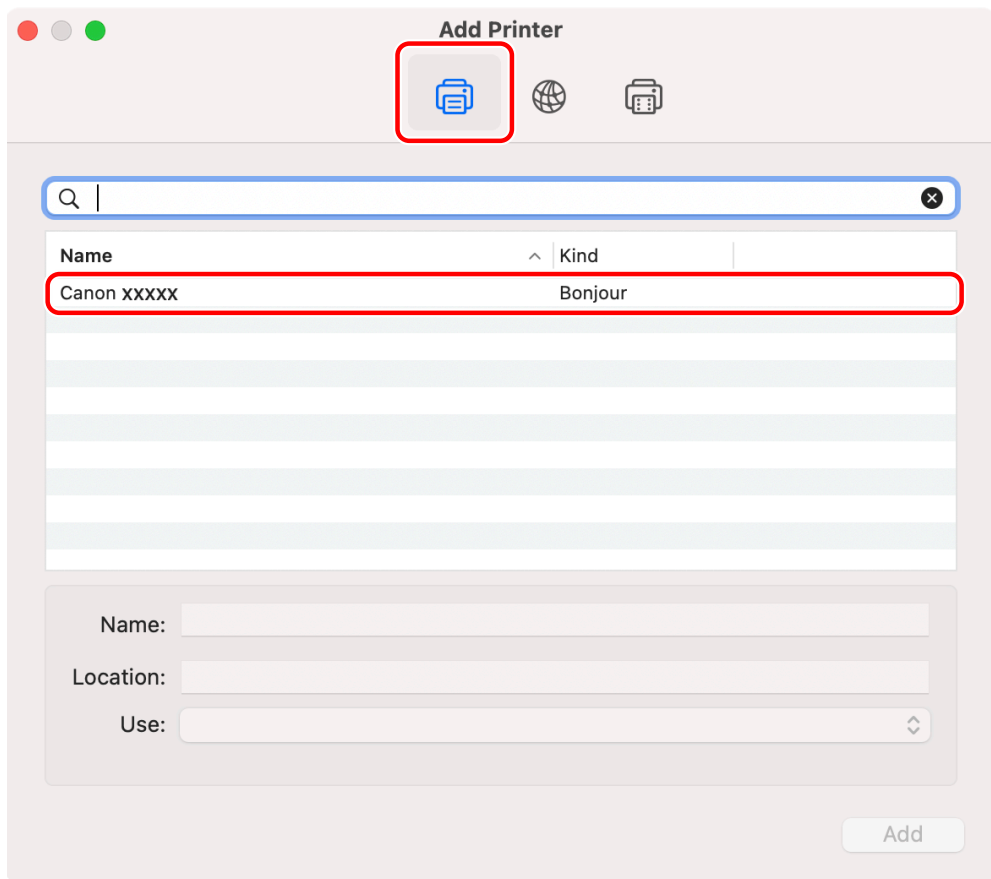 Add Printer
Name Kind
Canon xxxxx Bonjour
Name:
Location:
Use:
Add